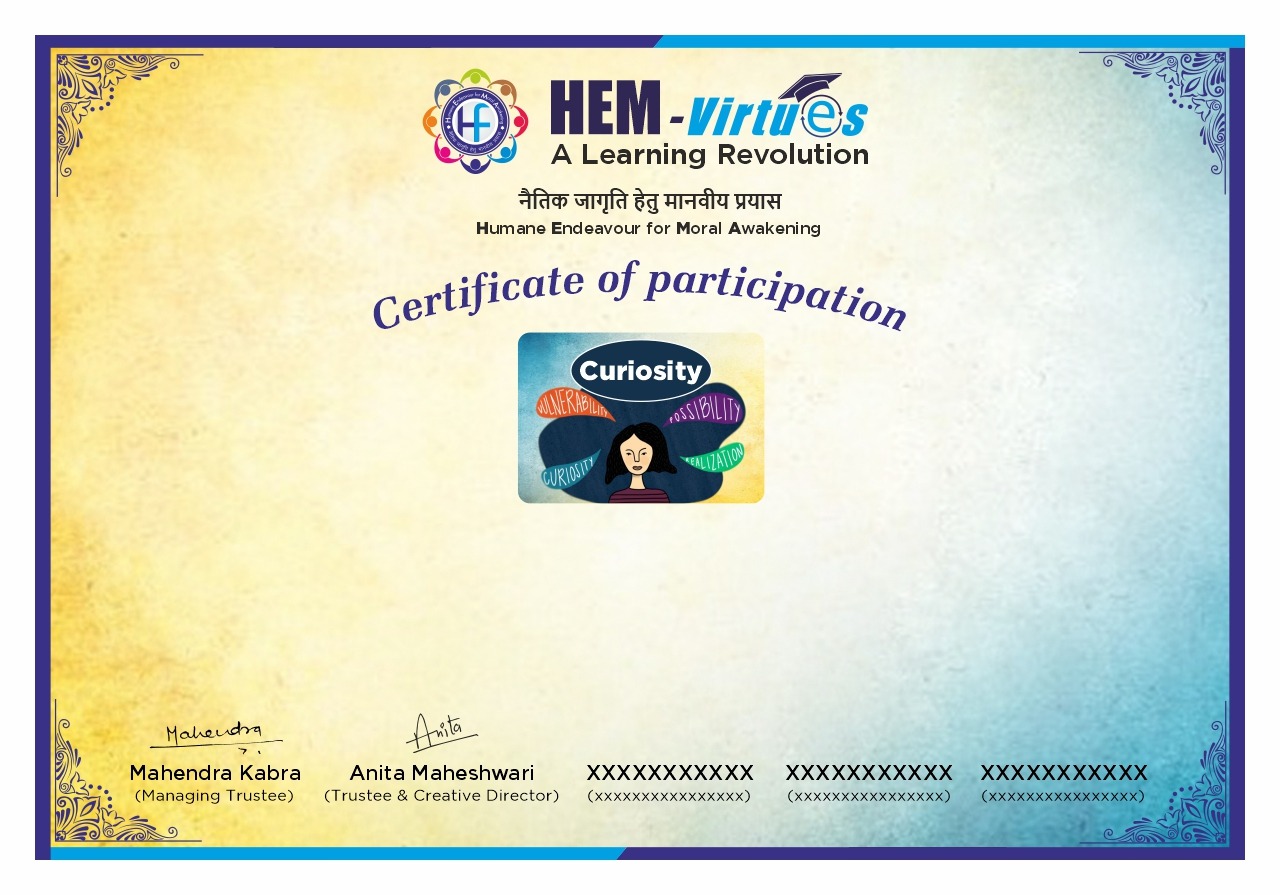 HEM-Virtues
A Learning Revolution
नैतिक जागृति हेतु मानवीय प्रयास
Humane Endeavour for Moral Awakening
Certificate of participation
Curiosity
VULNERABILITY
POSSIBILITY
CURIOSITY
REALIZATION
Mahendra
Anita
Mahendra Kabra
(Managing Trustee)
Anita Maheshwari
(Trustee & Creative Director)
XXXXXXXXXXX
(xxxxxxxxxxxxxxxx)
XXXXXXXXXXX
(xxxxxxxxxxxxxxxx)
XXXXXXXXXXX
(xxxxxxxxxxxxxxxx)